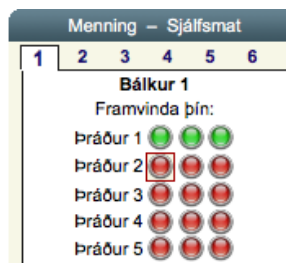 Menning – Sjálfsmat
1 2 3 4 5 6
Bálkur 1
Framvinda þín:
Þráður 1
Þráður 2
Þráður 3
Þráður 4
Þráður 5